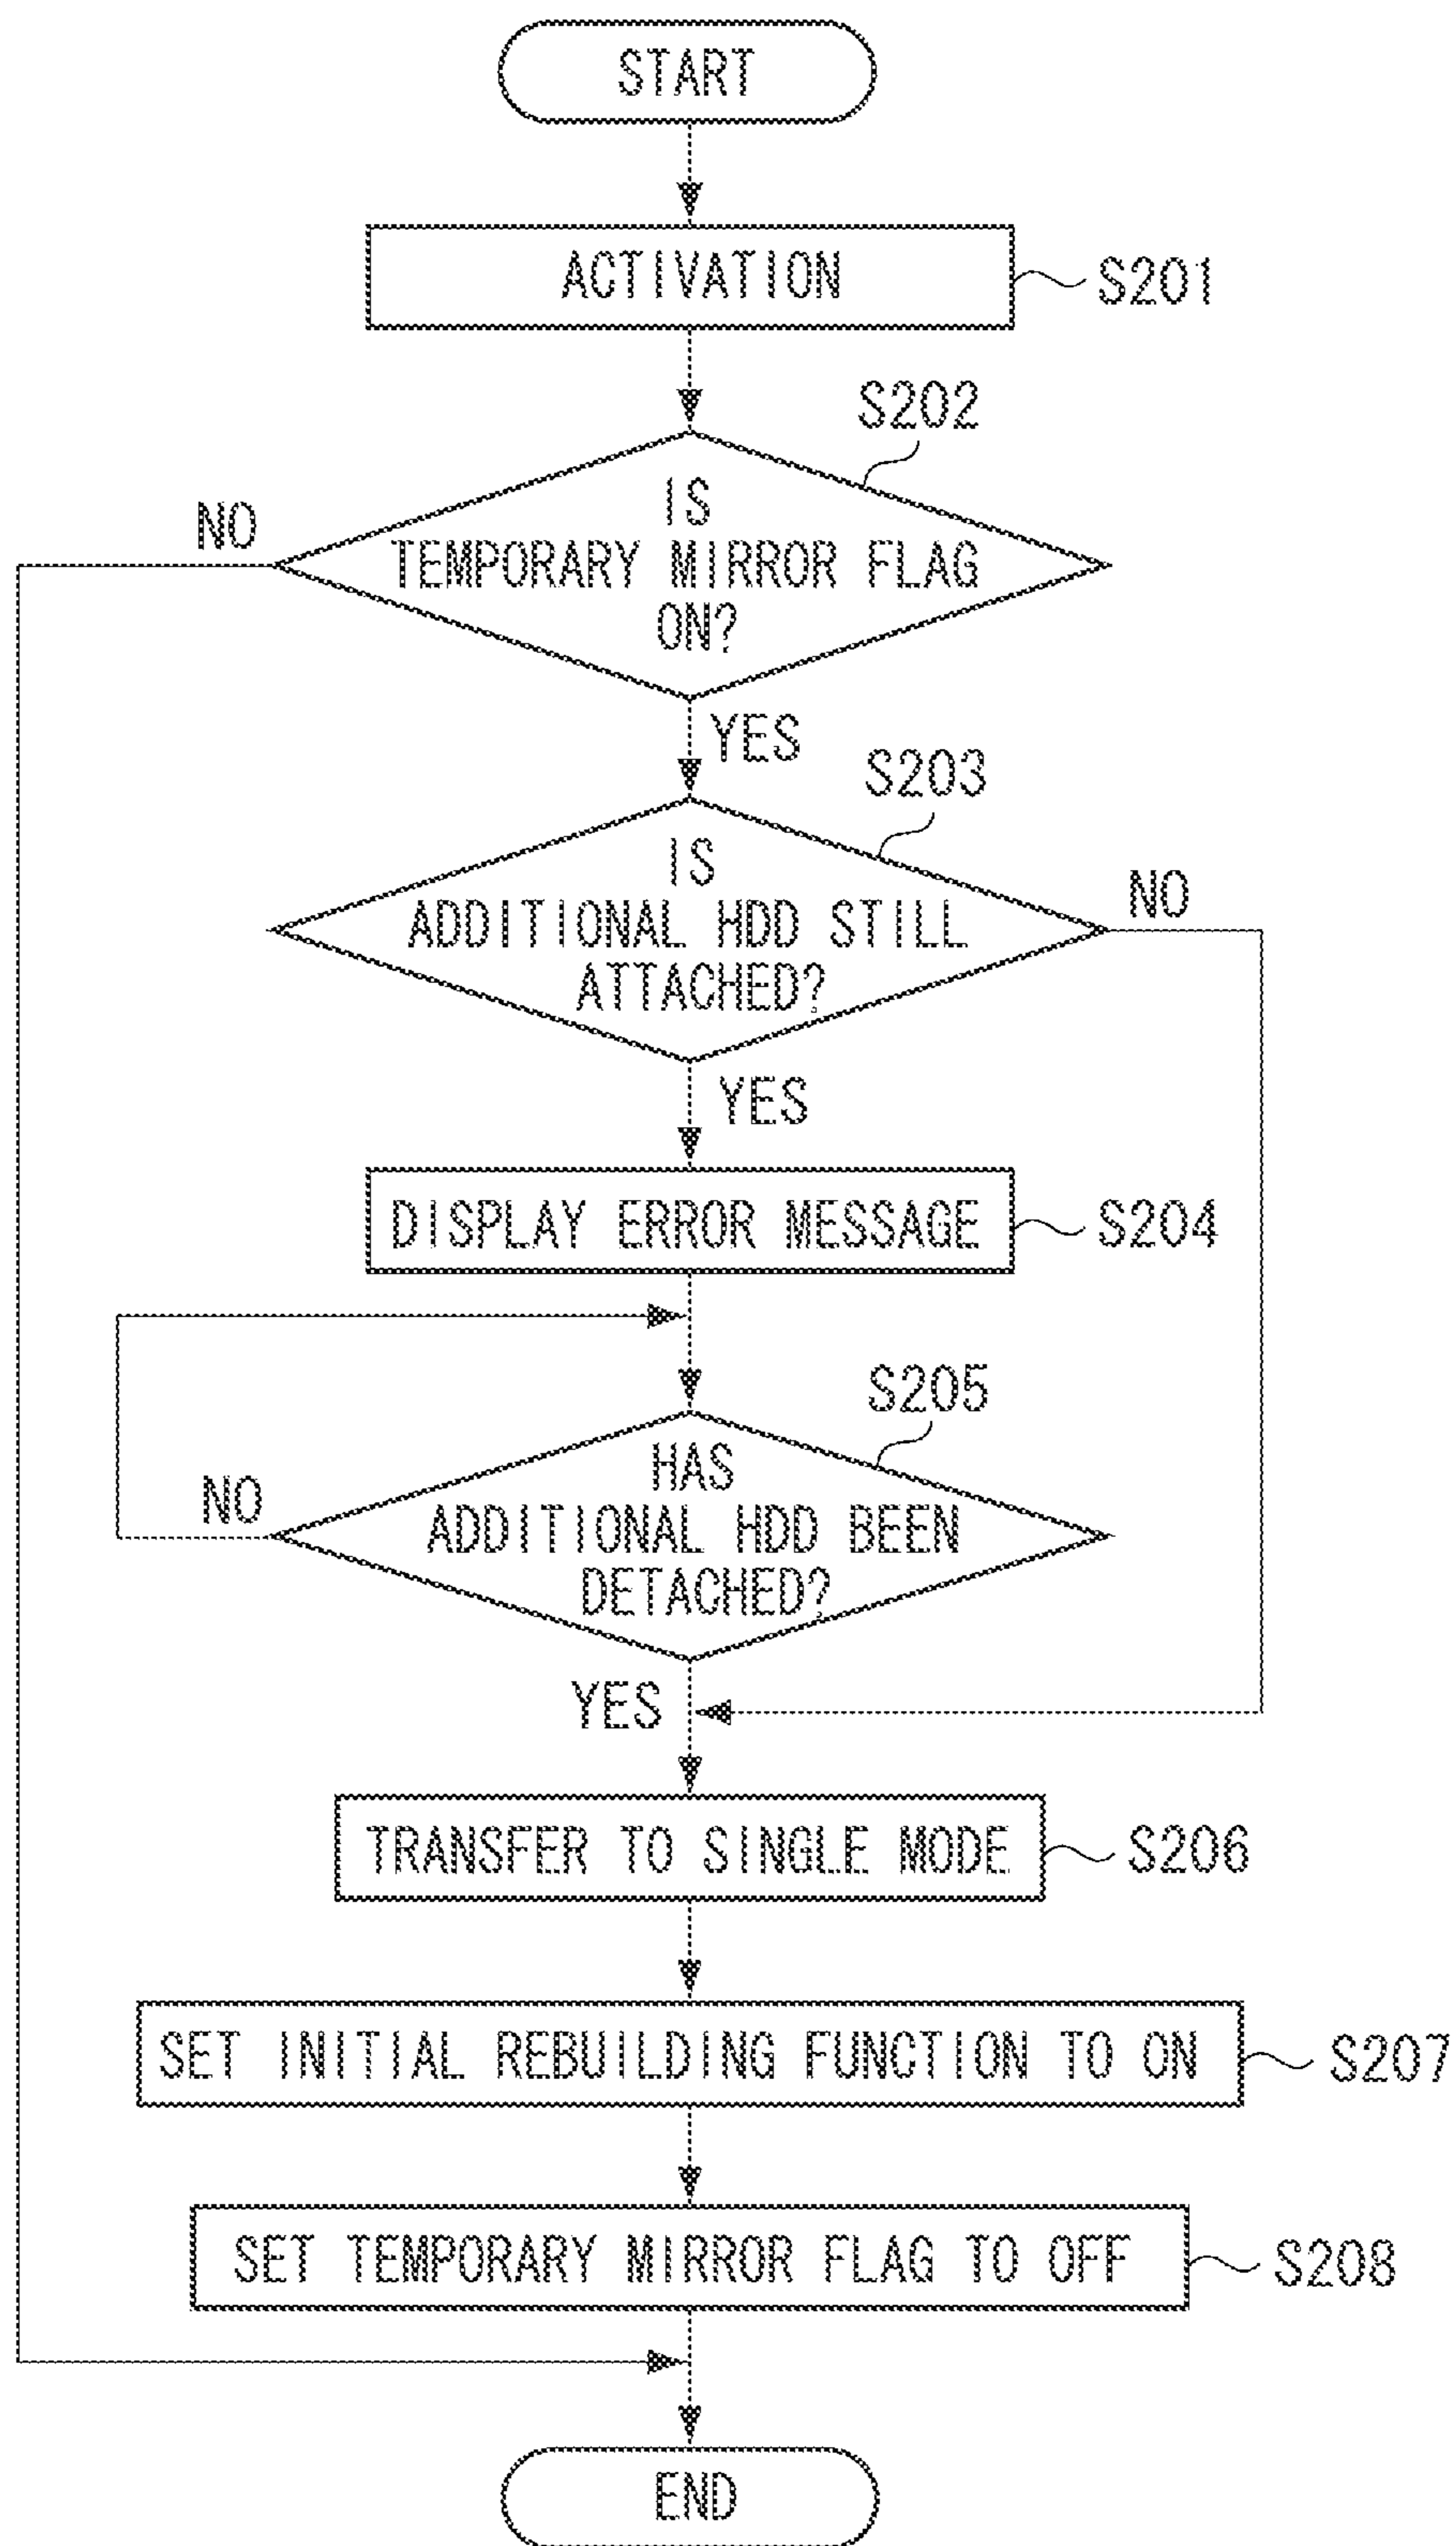 START
ACTIVATION
S201
S202
IS
TEMPORARY MIRROR FLAG
ON?
NO
YES
S203
IS
ADDITIONAL HDD STILL
ATTACHED?
NO
YES
DISPLAY ERROR MESSAGE
S204
S205
HAS
ADDITIONAL HDD BEEN
DETACHED?
NO
YES
TRANSFER TO SINGLE MODE
S206
SET INITIAL REBUILDING FUNCTION TO ON
S207
SET TEMPORARY MIRROR FLAG TO OFF
S208
END